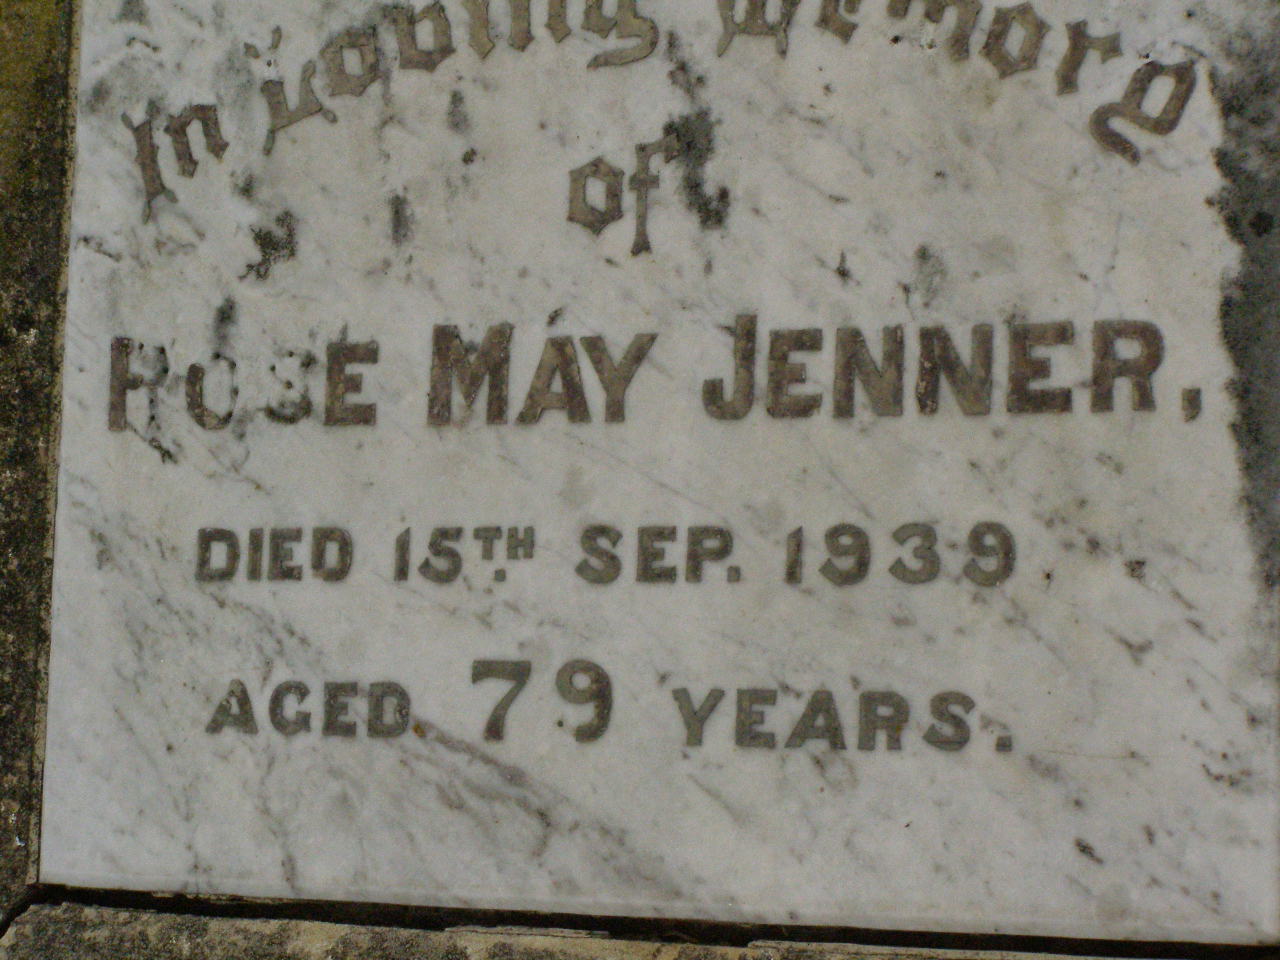 In Loving Memory
of
ROSE MAY JENNER.
DIED 15TH. SEP. 1939
AGED 79 YEARS.